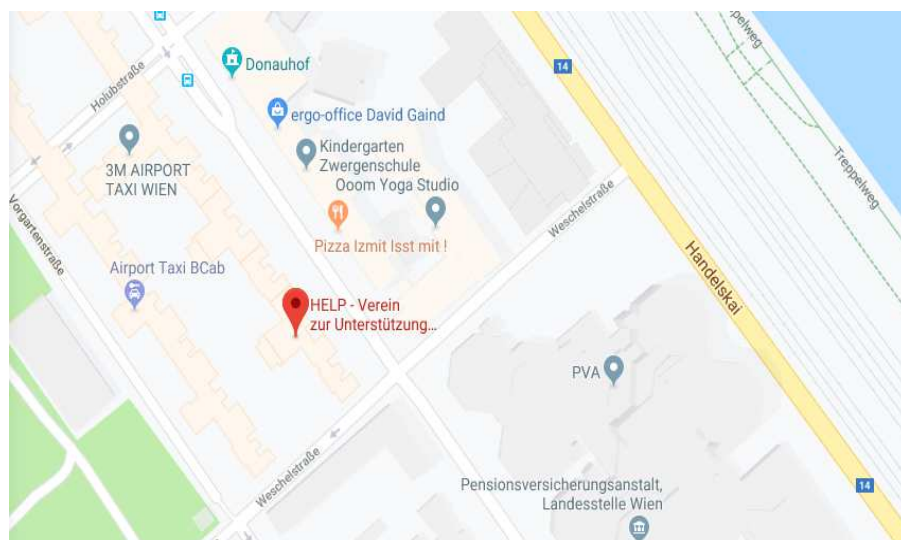 14
Treppelweg
Donauhof
Holubstraße
ergo-office David Gaind
Kindergarten
Zwergenschule
Ooom Yoga Studio
3M AIRPORT
TAXI WIEN
Treppelweg
Weschelstraße
Vorgartenstraße
Pizza Izmit Isst mit !
Handelskai
Airport Taxi BCab
HELP - Verein
zur Unterstützung...
PVA
Weschelstraße
Pensionsversicherungsanstalt,
Landesstelle Wien
14